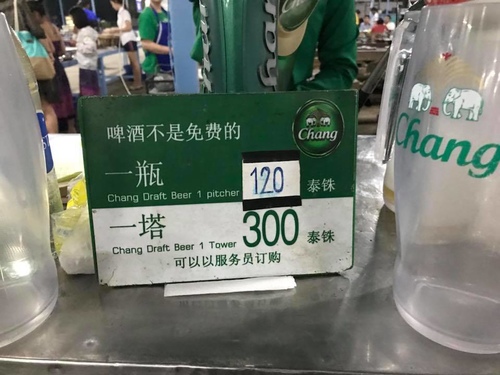 啤酒不是免费的
Chang
一瓶
Chang Draft Beer 1 pitcher 120 泰铢
一塔
Chang Draft Beer 1 Tower 300 泰铢
可以以服务员订购
Chang